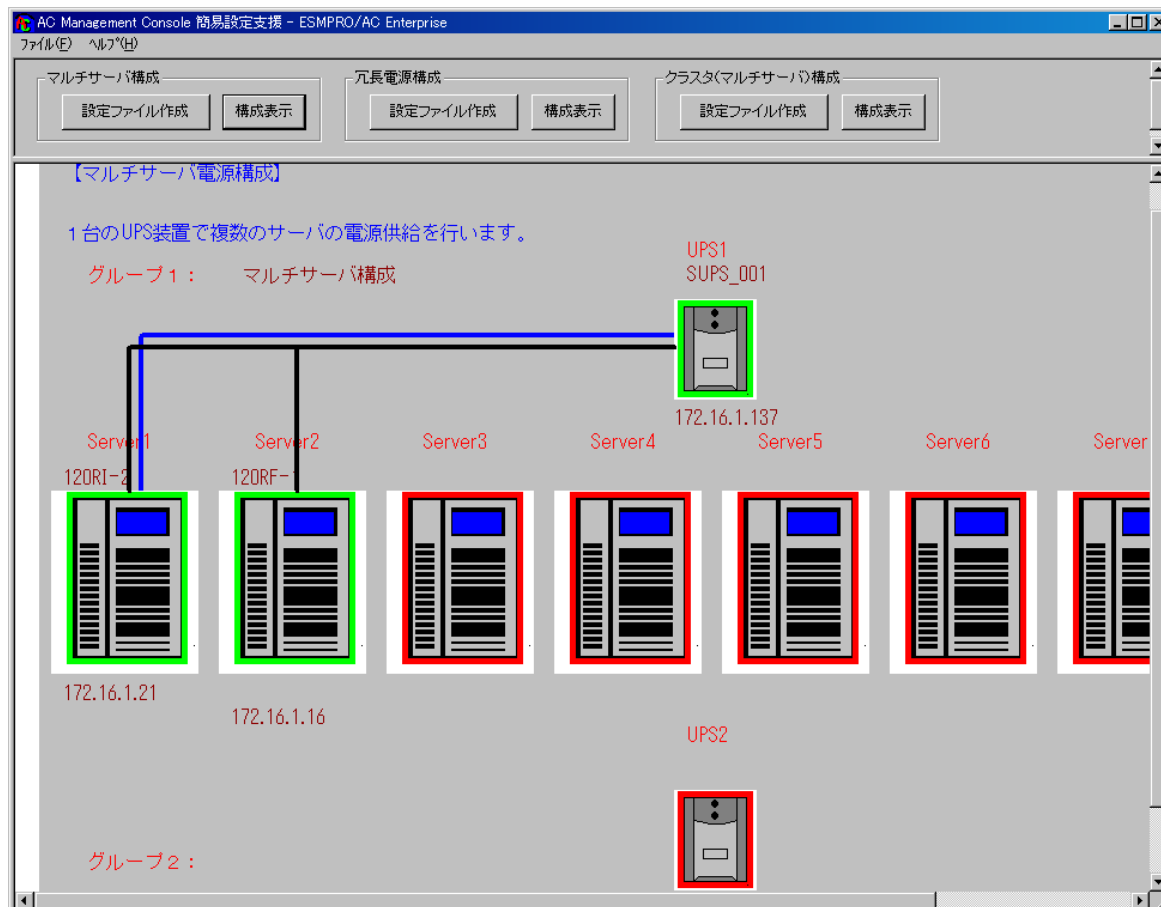 AC Management Console 簡易設定支援 - ESMPRO/AC Enterprise
ファイル(F) ヘルプ(H)
マルチサーバ構成 冗長電源構成 クラスタ(マルチサーバ)構成
設定ファイル作成 構成表示 設定ファイル作成 構成表示 設定ファイル作成 構成表示
【マルチサーバ電源構成】
1台のUPS装置で複数のサーバの電源供給を行います。
UPS1
グループ1： マルチサーバ構成 SUPS_001
172.16.1.137
Server1 Server2 Server3 Server4 Server5 Server6 Server
120RI-2 120RF-1
172.16.1.21
172.16.1.16
UPS2
グループ2：